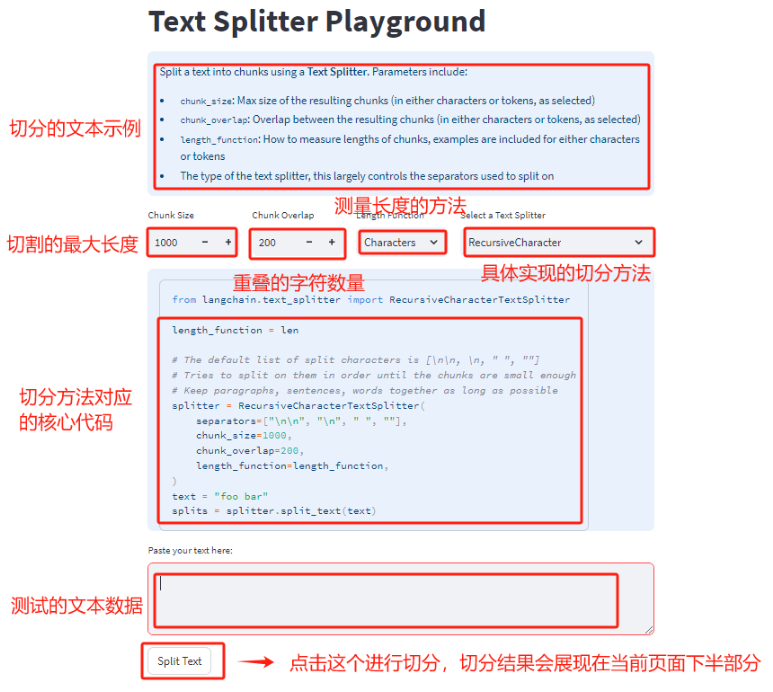 Text Splitter Playground
Split a text into chunks using a Text Splitter. Parameters include:
• chunk_size: Max size of the resulting chunks (in either characters or tokens, as selected)
切分的文本示例
• chunk_overlap: Overlap between the resulting chunks (in either characters or tokens, as selected)
• length_function: How to measure lengths of chunks, examples are included for either characters
or tokens
• The type of the text splitter, this largely controls the separators used to split on
测量长度的方法
Chunk Size
Chunk Overlap
Length Function
Select a Text Splitter
切割的最大长度
1000 − +
200 − +
Characters
RecursiveCharacter
重叠的字符数量
具体实现的切分方法
from langchain.text_splitter import RecursiveCharacterTextSplitter
length_function = len
# The default list of split characters is [\n\n, \n, " ", ""]
# Tries to split on them in order until the chunks are small enough
# Keep paragraphs, sentences, words together as long as possible
切分方法对应
的核心代码
splitter = RecursiveCharacterTextSplitter(
separators=["\n\n", "\n", " ", ""],
chunk_size=1000,
chunk_overlap=200,
length_function=length_function,
)
text = "foo bar"
splits = splitter.split_text(text)
Paste your text here:
测试的文本数据
Split Text
点击这个进行切分，切分结果会展现在当前页面下半部分